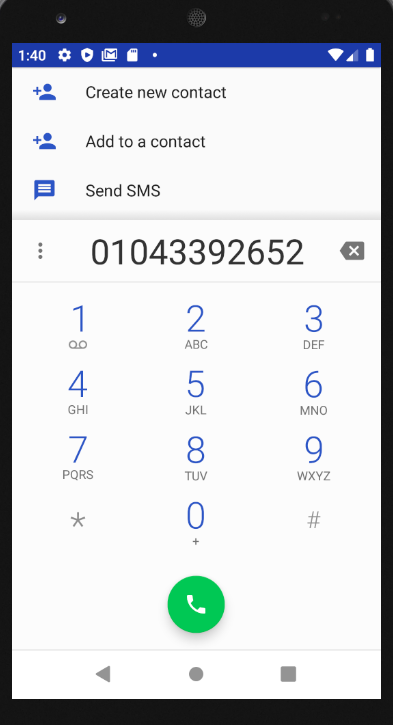 1:40
Create new contact
Add to a contact
Send SMS
01043392652
1 2 3
ABC DEF
4 5 6
GHI JKL MNO
7 8 9
PQRS TUV WXYZ
* 0 #
+